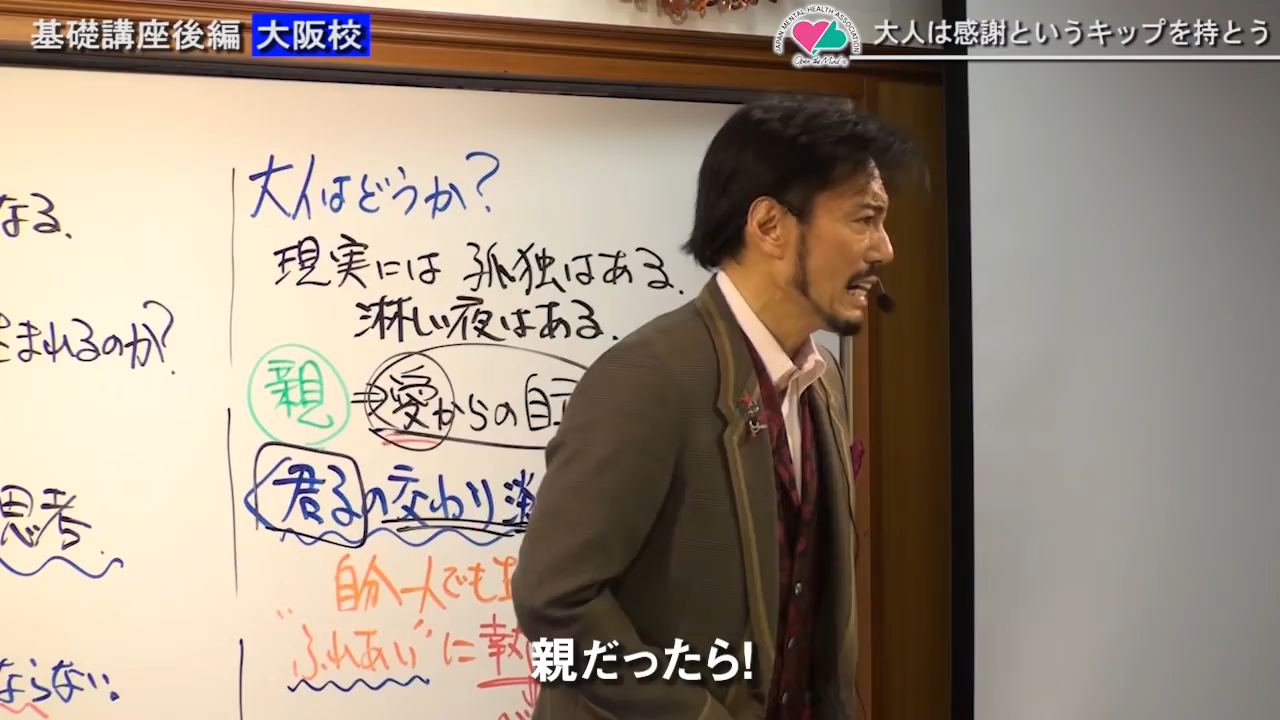 基礎講座後編 大阪校
JAPAN MENTAL HEALTH ASSOCIATION
Open the Mind
大人は感謝というキップを持とう
なる、
まれるのか?
思考、
ならない。
大人はどうか?
現実には 孤独はある、
淋しい夜はある、
親 ⇒ 愛からの自
君子の交わり淡
自分一人でも生
"ふれあい"に執
親だったら!